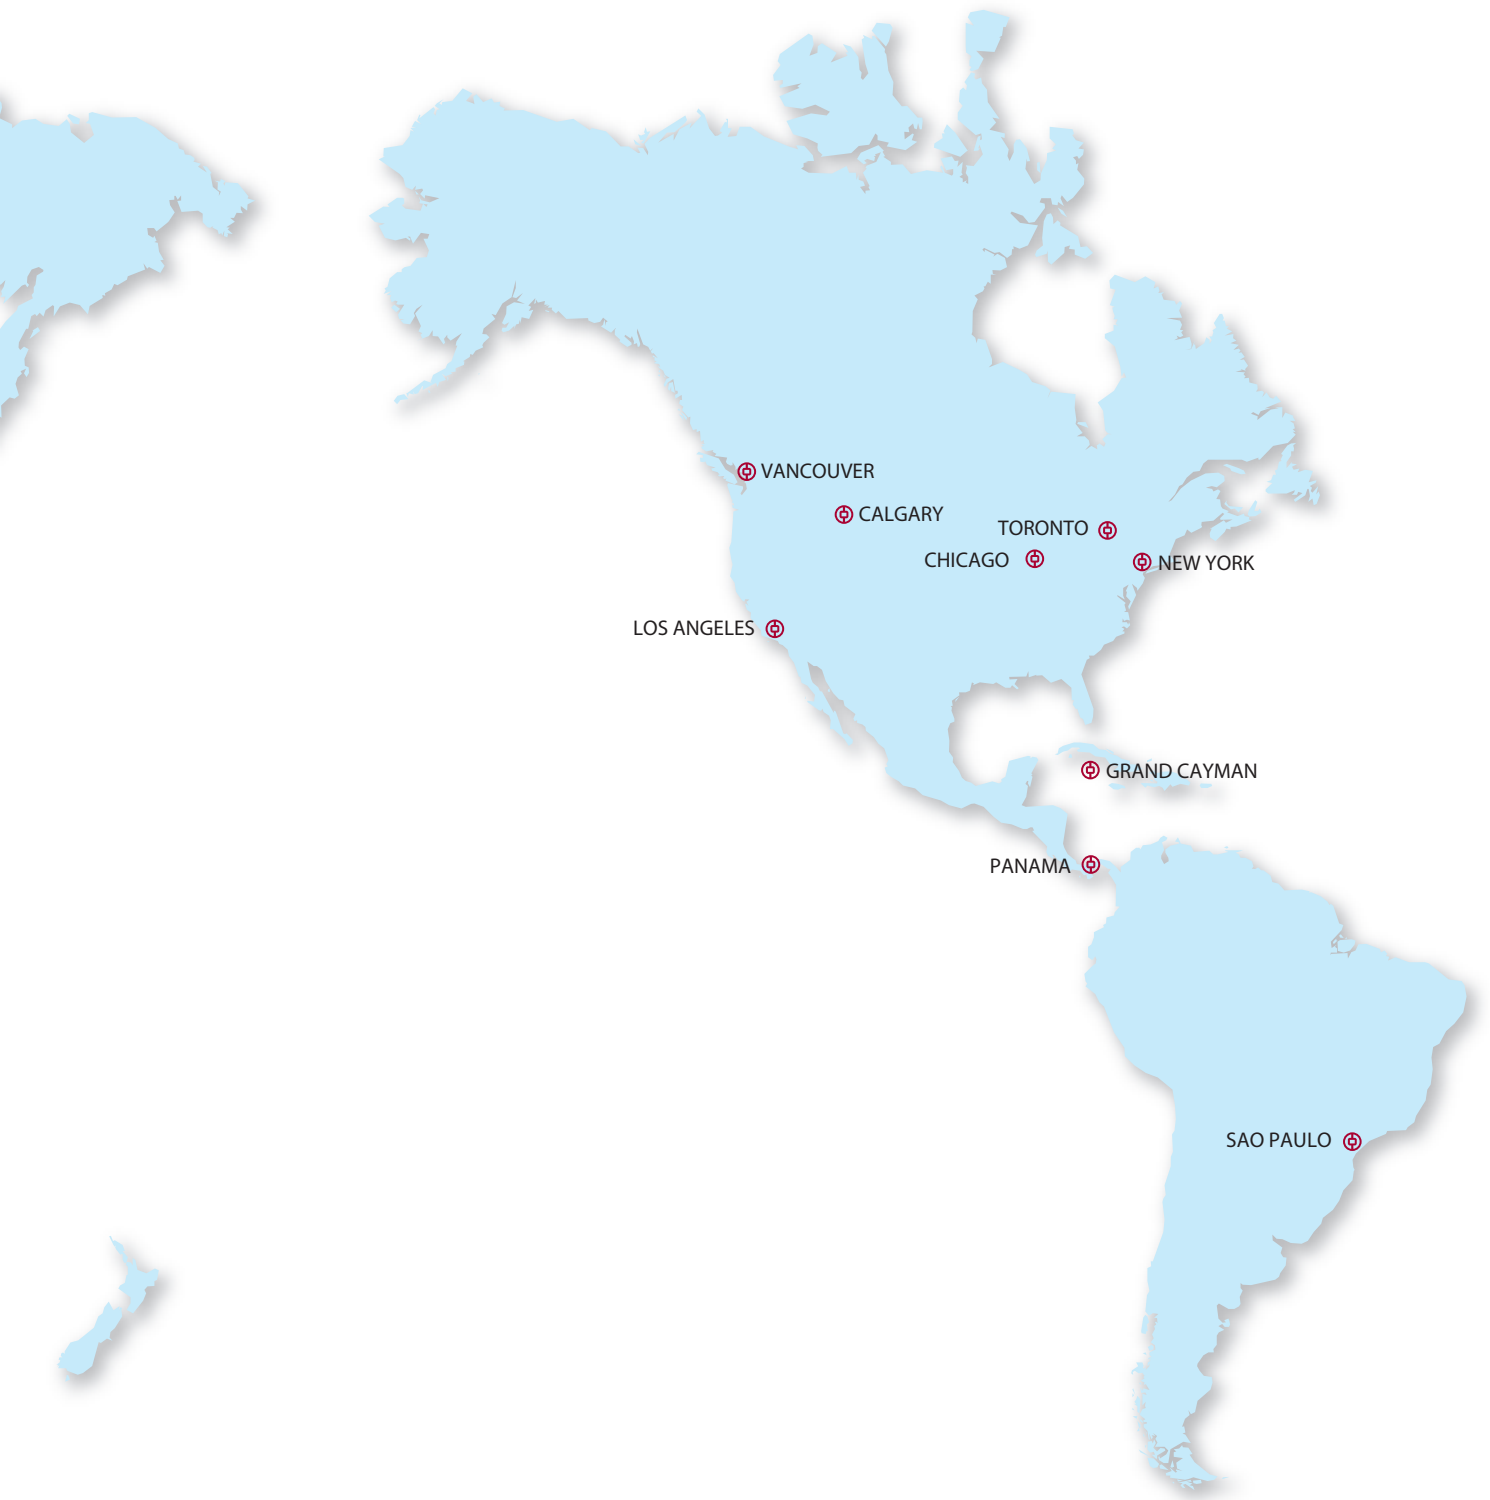 VANCOUVER
CALGARY
TORONTO
CHICAGO
NEW YORK
LOS ANGELES
GRAND CAYMAN
PANAMA
SAO PAULO